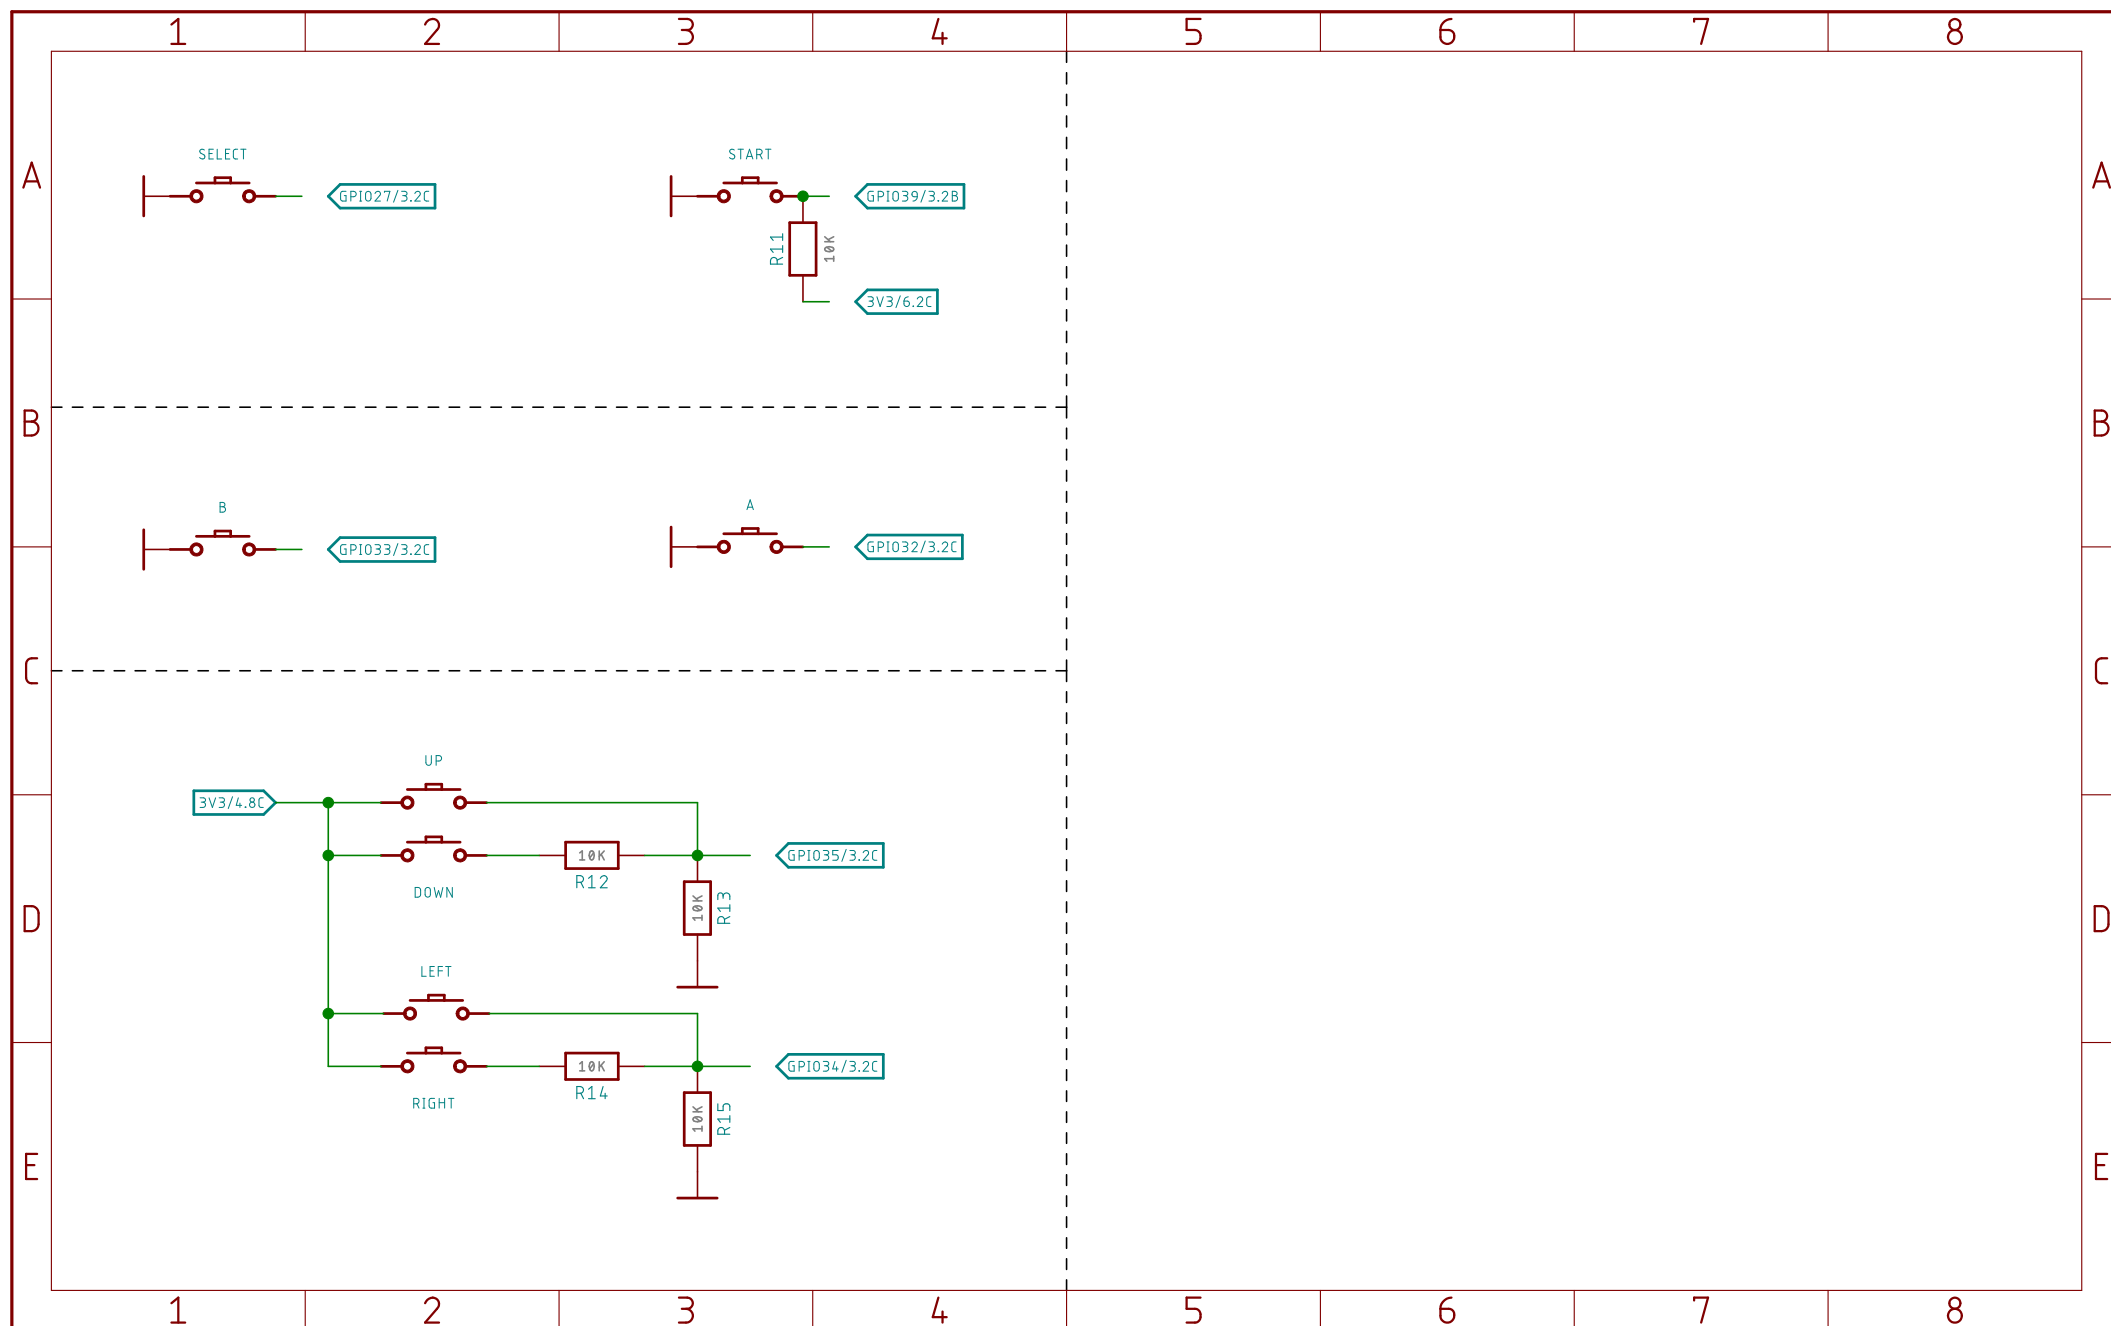 1 2 3 4 5 6 7 8
A A
SELECT START
GPIO27/3.2C GPIO39/3.2B
R11 10K
3V3/6.2C
B B
B A
GPIO33/3.2C GPIO32/3.2C
C C
UP
3V3/4.8C
10K GPIO35/3.2C
R12
DOWN
10K R13
D D
LEFT
10K GPIO34/3.2C
R14
RIGHT
10K R15
E E
1 2 3 4 5 6 7 8